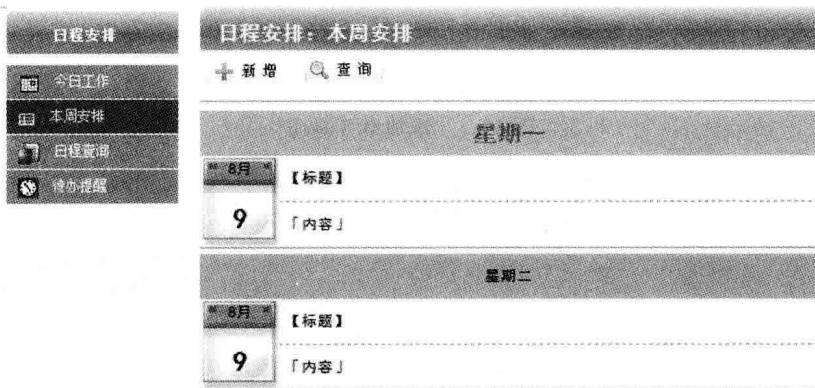 日程安排
今日工作
本周安排
日程查询
待办提醒
日程安排：本周安排
新增 查询
星期一
8月
9
【标题】
「内容」
星期二
8月
9
【标题】
「内容」